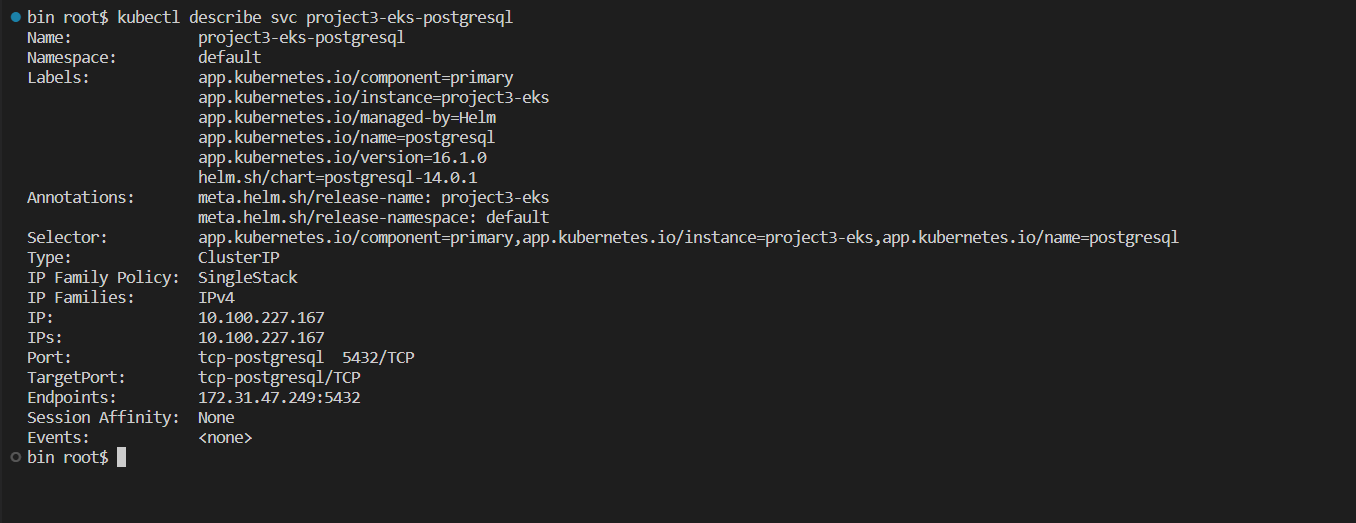 bin root$ kubectl describe svc project3-eks-postgresql
Name:              project3-eks-postgresql
Namespace:         default
Labels:            app.kubernetes.io/component=primary
                   app.kubernetes.io/instance=project3-eks
                   app.kubernetes.io/managed-by=Helm
                   app.kubernetes.io/name=postgresql
                   app.kubernetes.io/version=16.1.0
                   helm.sh/chart=postgresql-14.0.1
Annotations:       meta.helm.sh/release-name: project3-eks
                   meta.helm.sh/release-namespace: default
Selector:          app.kubernetes.io/component=primary,app.kubernetes.io/instance=project3-eks,app.kubernetes.io/name=postgresql
Type:              ClusterIP
IP Family Policy:  SingleStack
IP Families:       IPv4
IP:                10.100.227.167
IPs:               10.100.227.167
Port:              tcp-postgresql  5432/TCP
TargetPort:        tcp-postgresql/TCP
Endpoints:         172.31.47.249:5432
Session Affinity:  None
Events:            <none>
bin root$